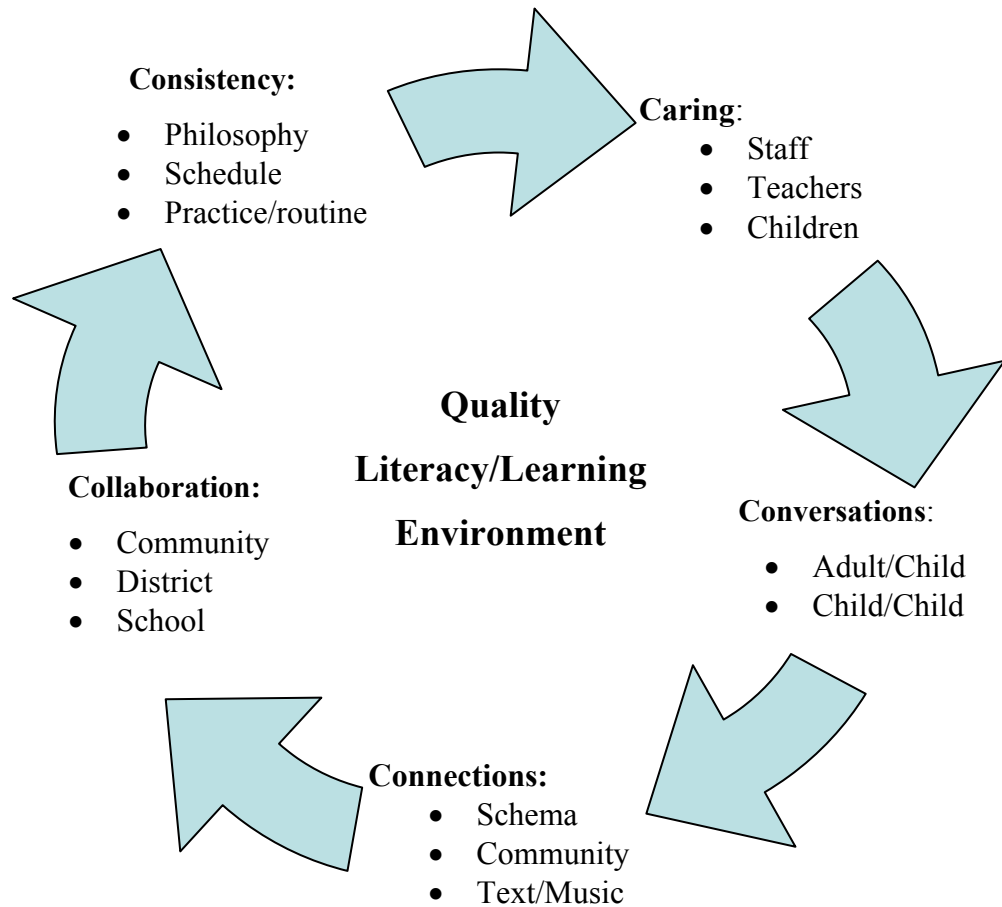 Consistency:
• Philosophy
• Schedule
• Practice/routine
Caring:
• Staff
• Teachers
• Children
Quality
Literacy/Learning
Environment
Conversations:
• Adult/Child
• Child/Child
Connections:
• Schema
• Community
• Text/Music
Collaboration:
• Community
• District
• School